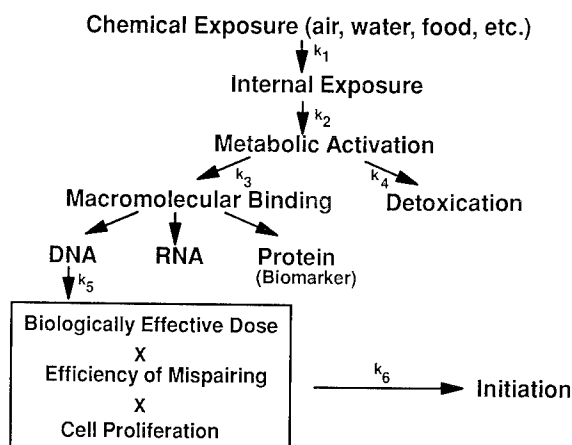 Chemical Exposure (air, water, food, etc.)
k1
Internal Exposure
k2
Metabolic Activation
k3
k4
Macromolecular Binding
Detoxication
DNA
RNA
Protein
(Biomarker)
k5
Biologically Effective Dose
X
Efficiency of Mispairing
X
Cell Proliferation
k6
Initiation